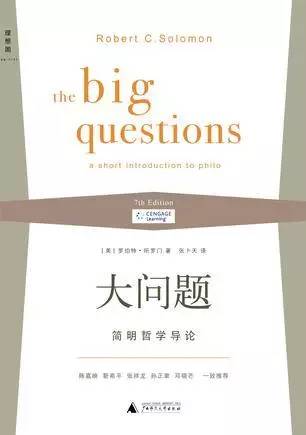 理想国
Robert C. Solomon
the big
questions
a short introduction to philo
7th Edition
CENGAGE
Learning
[美] 罗伯特·所罗门 著 张卜天 译
大问题
简明哲学导论
陈嘉映 靳希平 张祥龙 孙正聿 邓晓芒 一致推荐
广西师范大学出版社